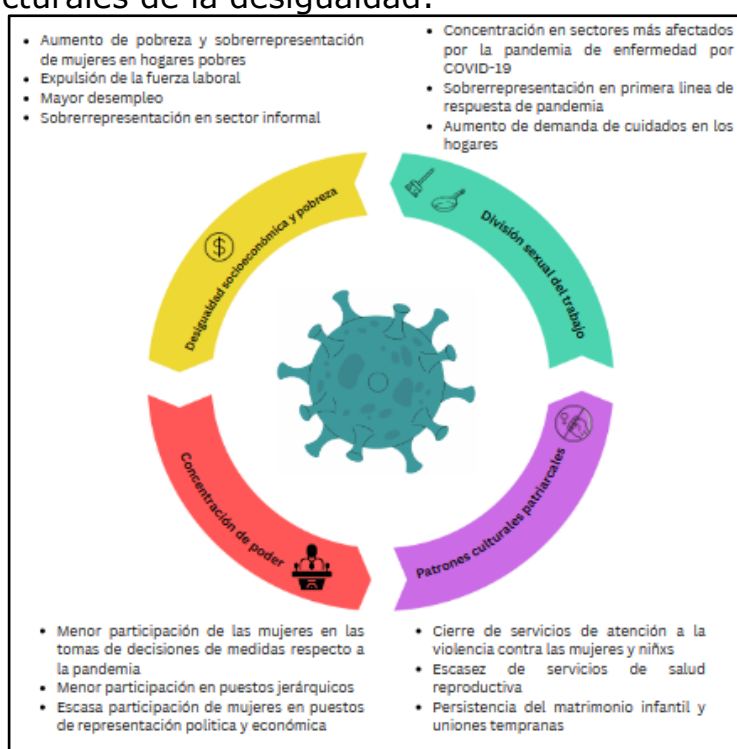 cturales de la desigualdad.
• Aumento de pobreza y sobrerrepresentación
de mujeres en hogares pobres
• Expulsión de la fuerza laboral
• Mayor desempleo
• Sobrerrepresentación en sector informal
• Concentración en sectores más afectados
por la pandemia de enfermedad por
COVID-19
• Sobrerrepresentación en primera linea de
respuesta de pandemia
• Aumento de demanda de cuidados en los
hogares
Desigualdad socioeconómica y pobreza
División sexual del trabajo
Concentración de poder
Patrones culturales patriarcales
• Menor participación de las mujeres en las
tomas de decisiones de medidas respecto a
la pandemia
• Menor participación en puestos jerárquicos
• Escasa participación de mujeres en puestos
de representación politica y económica
• Cierre de servicios de atención a la
violencia contra las mujeres y niñxs
• Escasez de servicios de salud
reproductiva
• Persistencia del matrimonio infantil y
uniones tempranas